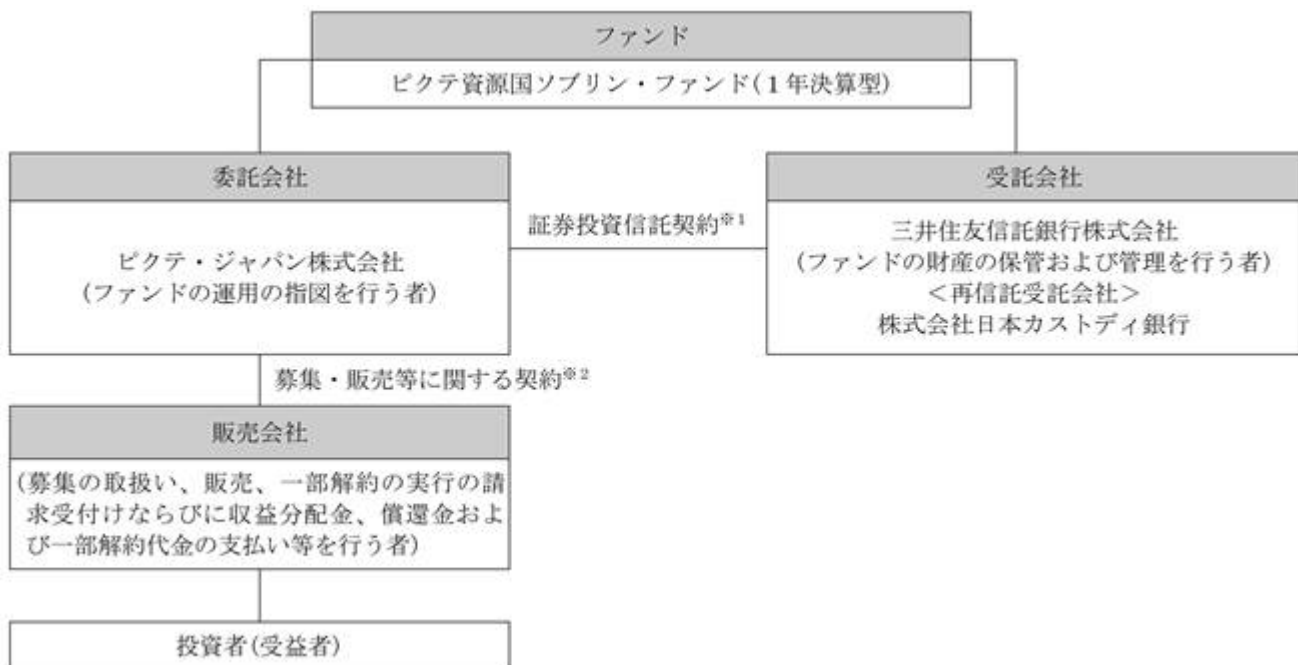 ファンド
ピクテ資源国ソブリン・ファンド(1年決算型)
委託会社
ピクテ・ジャパン株式会社
(ファンドの運用の指図を行う者)
証券投資信託契約※1
受託会社
三井住友信託銀行株式会社
(ファンドの財産の保管および管理を行う者)
<再信託受託会社>
株式会社日本カストディ銀行
募集・販売等に関する契約※2
販売会社
(募集の取扱い、販売、一部解約の実行の請
求受付けならびに収益分配金、償還金およ
び一部解約代金の支払い等を行う者)
投資者(受益者)